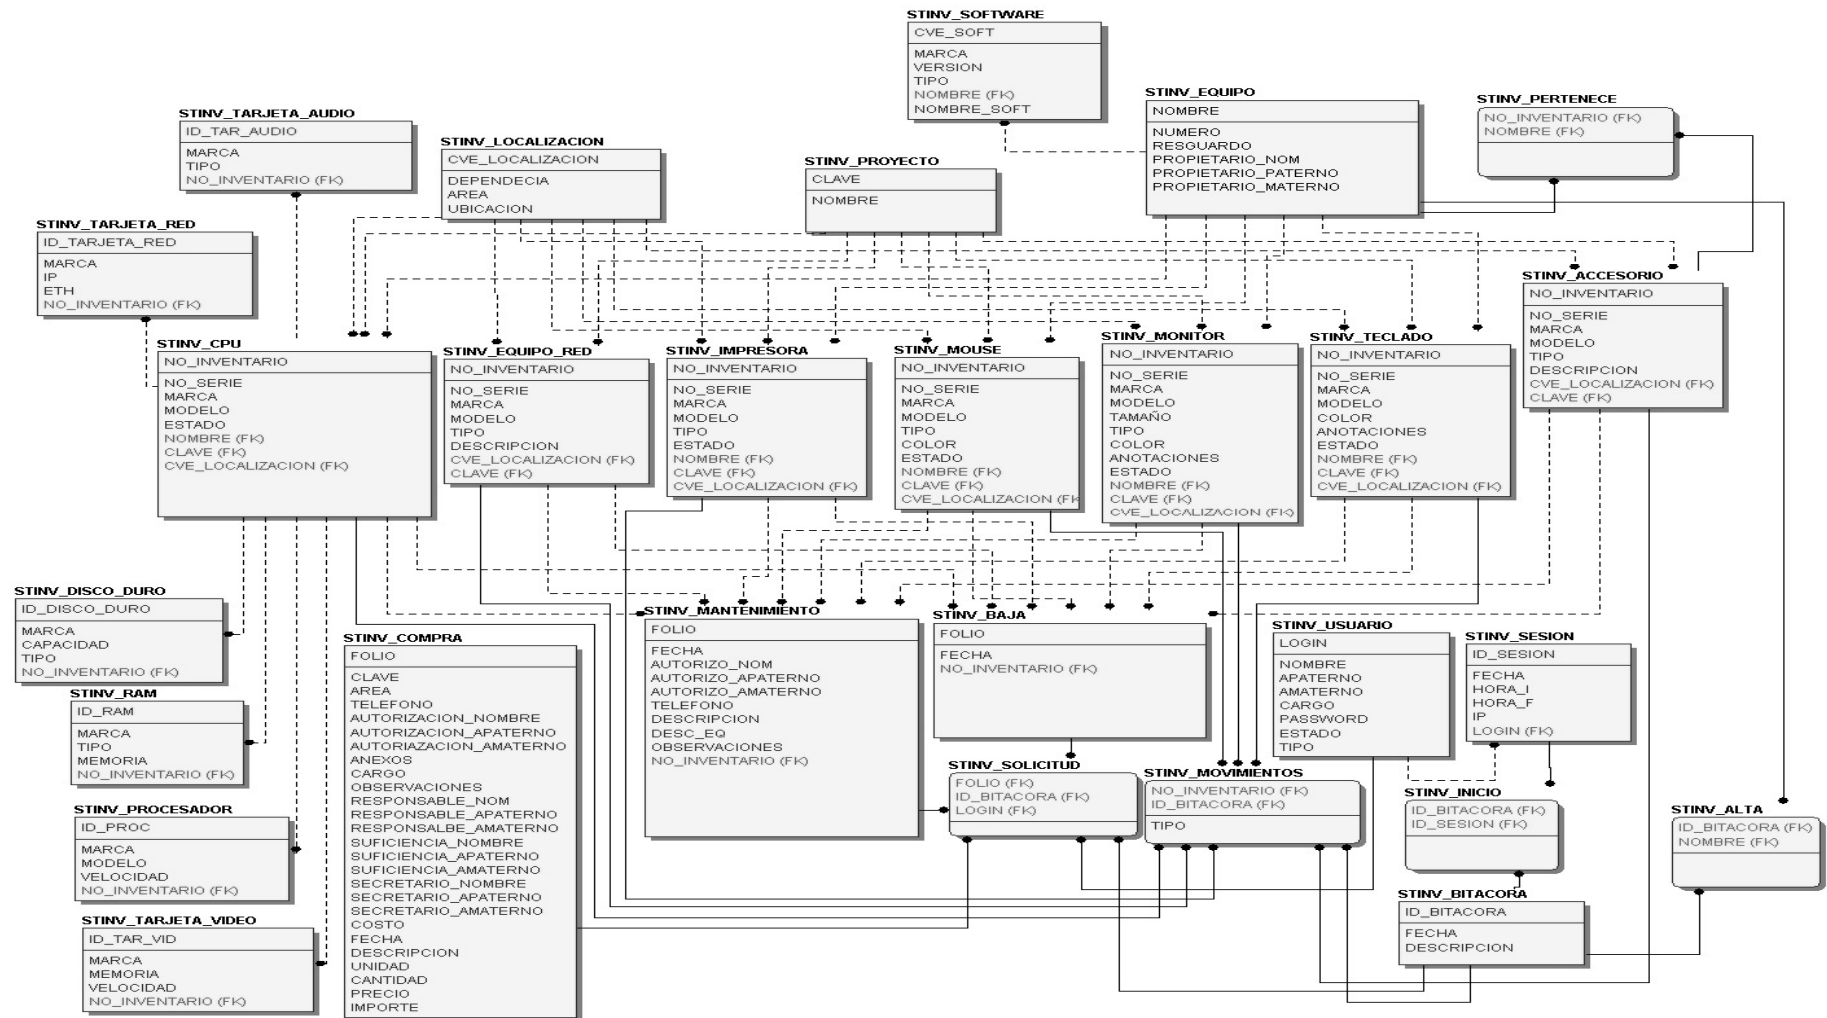 STINV_SOFTWARE
CVE_SOFT
MARCA
VERSION
TIPO
NOMBRE (FK)
NOMBRE_SOFT
STINV_EQUIPO
NOMBRE
NUMERO
RESGUARDO
PROPIETARIO_NOM
PROPIETARIO_PATERNO
PROPIETARIO_MATERNO
STINV_PERTENECE
NO_INVENTARIO (FK)
NOMBRE (FK)
STINV_TARJETA_AUDIO
ID_TAR_AUDIO
MARCA
TIPO
NO_INVENTARIO (FK)
STINV_LOCALIZACION
CVE_LOCALIZACION
DEPENDECIA
AREA
UBICACION
STINV_PROYECTO
CLAVE
NOMBRE
STINV_TARJETA_RED
ID_TARJETA_RED
MARCA
IP
ETH
NO_INVENTARIO (FK)
STINV_ACCESORIO
NO_INVENTARIO
NO_SERIE
MARCA
MODELO
TIPO
DESCRIPCION
CVE_LOCALIZACION (FK)
CLAVE (FK)
STINV_CPU
NO_INVENTARIO
NO_SERIE
MARCA
MODELO
ESTADO
NOMBRE (FK)
CLAVE (FK)
CVE_LOCALIZACION (FK)
STINV_EQUIPO_RED
NO_INVENTARIO
NO_SERIE
MARCA
MODELO
TIPO
DESCRIPCION
CVE_LOCALIZACION (FK)
CLAVE (FK)
STINV_IMPRESORA
NO_INVENTARIO
NO_SERIE
MARCA
MODELO
TIPO
ESTADO
NOMBRE (FK)
CLAVE (FK)
CVE_LOCALIZACION (FK)
STINV_MOUSE
NO_INVENTARIO
NO_SERIE
MARCA
MODELO
TIPO
COLOR
ESTADO
NOMBRE (FK)
CLAVE (FK)
CVE_LOCALIZACION (FK
STINV_MONITOR
NO_INVENTARIO
NO_SERIE
MARCA
MODELO
TAMAÑO
TIPO
COLOR
ANOTACIONES
ESTADO
NOMBRE (FK)
CLAVE (FK)
CVE_LOCALIZACION (FK)
STINV_TECLADO
NO_INVENTARIO
NO_SERIE
MARCA
MODELO
COLOR
ANOTACIONES
ESTADO
NOMBRE (FK)
CLAVE (FK)
CVE_LOCALIZACION (FK)
STINV_DISCO_DURO
ID_DISCO_DURO
MARCA
CAPACIDAD
TIPO
NO_INVENTARIO (FK)
STINV_RAM
ID_RAM
MARCA
TIPO
MEMORIA
NO_INVENTARIO (FK)
STINV_PROCESADOR
ID_PROC
MARCA
MODELO
VELOCIDAD
NO_INVENTARIO (FK)
STINV_TARJETA_VIDEO
ID_TAR_VID
MARCA
MEMORIA
VELOCIDAD
NO_INVENTARIO (FK)
STINV_COMPRA
FOLIO
CLAVE
AREA
TELEFONO
AUTORIZACION_NOMBRE
AUTORIZACION_APATERNO
AUTORIAZACION_AMATERNO
ANEXOS
CARGO
OBSERVACIONES
RESPONSABLE_NOM
RESPONSABLE_APATERNO
RESPONSALBE_AMATERNO
SUFICIENCIA_NOMBRE
SUFICIENCIA_APATERNO
SUFICIENCIA_AMATERNO
SECRETARIO_NOMBRE
SECRETARIO_APATERNO
SECRETARIO_AMATERNO
COSTO
FECHA
DESCRIPCION
UNIDAD
CANTIDAD
PRECIO
IMPORTE
STINV_MANTENIMIENTO
FOLIO
FECHA
AUTORIZO_NOM
AUTORIZO_APATERNO
AUTORIZO_AMATERNO
TELEFONO
DESCRIPCION
DESC_EQ
OBSERVACIONES
NO_INVENTARIO (FK)
STINV_BAJA
FOLIO
FECHA
NO_INVENTARIO (FK)
STINV_USUARIO
LOGIN
NOMBRE
APATERNO
AMATERNO
CARGO
PASSWORD
ESTADO
TIPO
STINV_SESION
ID_SESION
FECHA
HORA_I
HORA_F
IP
LOGIN (FK)
STINV_SOLICITUD
FOLIO (FK)
ID_BITACORA (FK)
LOGIN (FK)
STINV_MOVIMIENTOS
NO_INVENTARIO (FK)
ID_BITACORA (FK)
TIPO
STINV_INICIO
ID_BITACORA (FK)
ID_SESION (FK)
STINV_ALTA
ID_BITACORA (FK)
NOMBRE (FK)
STINV_BITACORA
ID_BITACORA
FECHA
DESCRIPCION